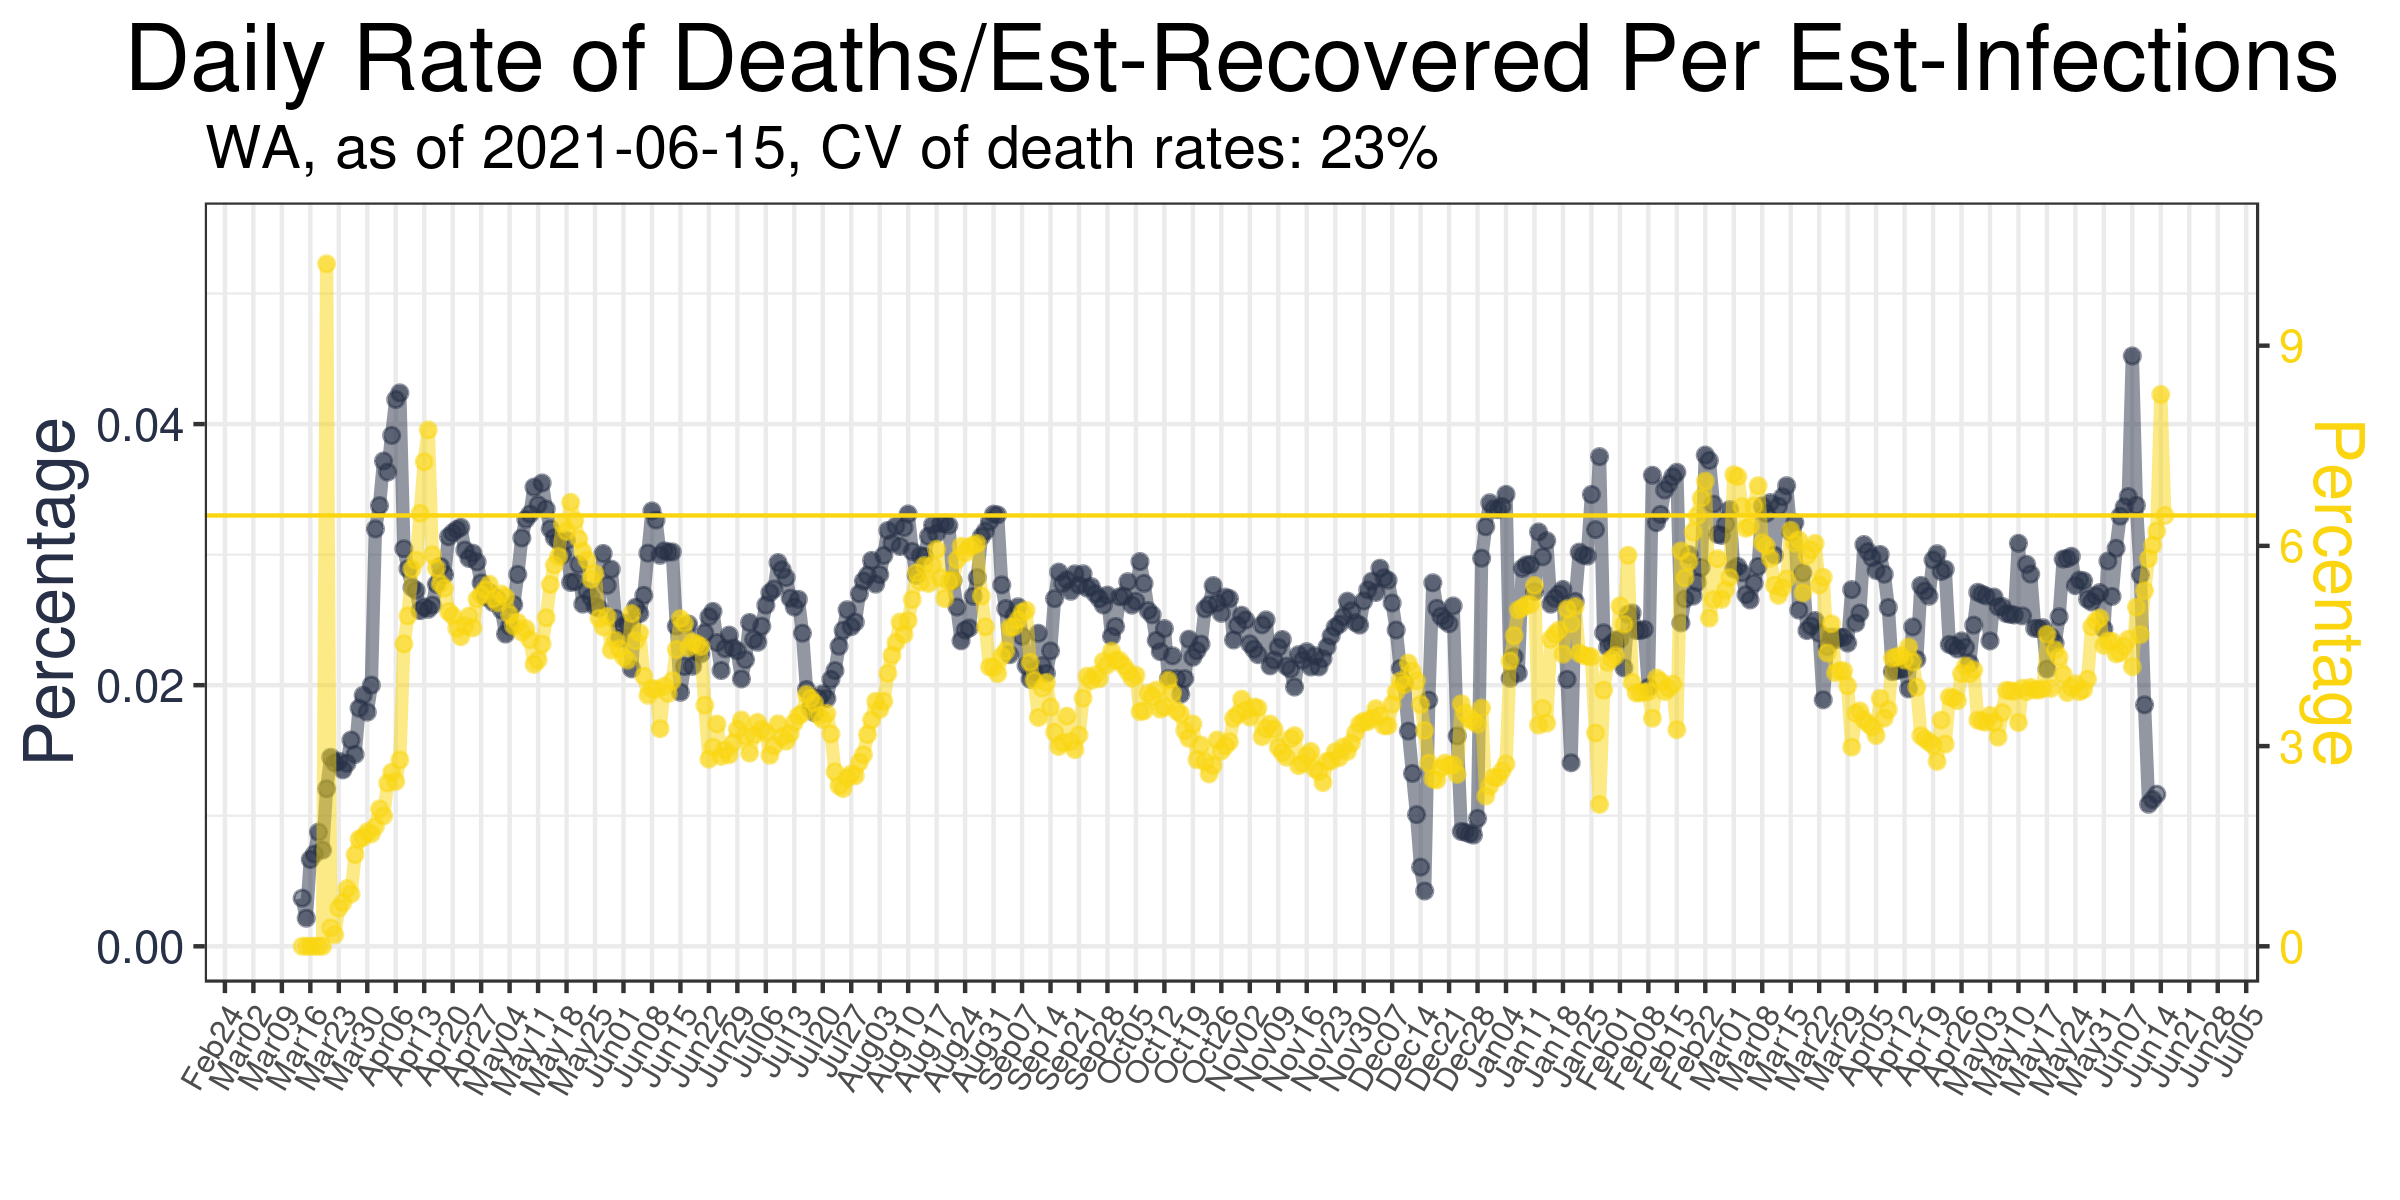 Daily Rate of Deaths/Est-Recovered Per Est-Infections
WA, as of 2021-06-15, CV of death rates: 23%
Percentage
0.04
0.02
0.00
9
6
3
0
Percentage
Feb24
Mar02
Mar09
Mar16
Mar23
Mar30
Apr06
Apr13
Apr20
Apr27
May04
May11
May18
May25
Jun01
Jun08
Jun15
Jun22
Jun29
Jul06
Jul13
Jul20
Jul27
Aug03
Aug10
Aug17
Aug24
Aug31
Sep07
Sep14
Sep21
Sep28
Oct05
Oct12
Oct19
Oct26
Nov02
Nov09
Nov16
Nov23
Nov30
Dec07
Dec14
Dec21
Dec28
Jan04
Jan11
Jan18
Jan25
Feb01
Feb08
Feb15
Feb22
Mar01
Mar08
Mar15
Mar22
Mar29
Apr05
Apr12
Apr19
Apr26
May03
May10
May17
May24
May31
Jun07
Jun14
Jun21
Jun28
Jul05